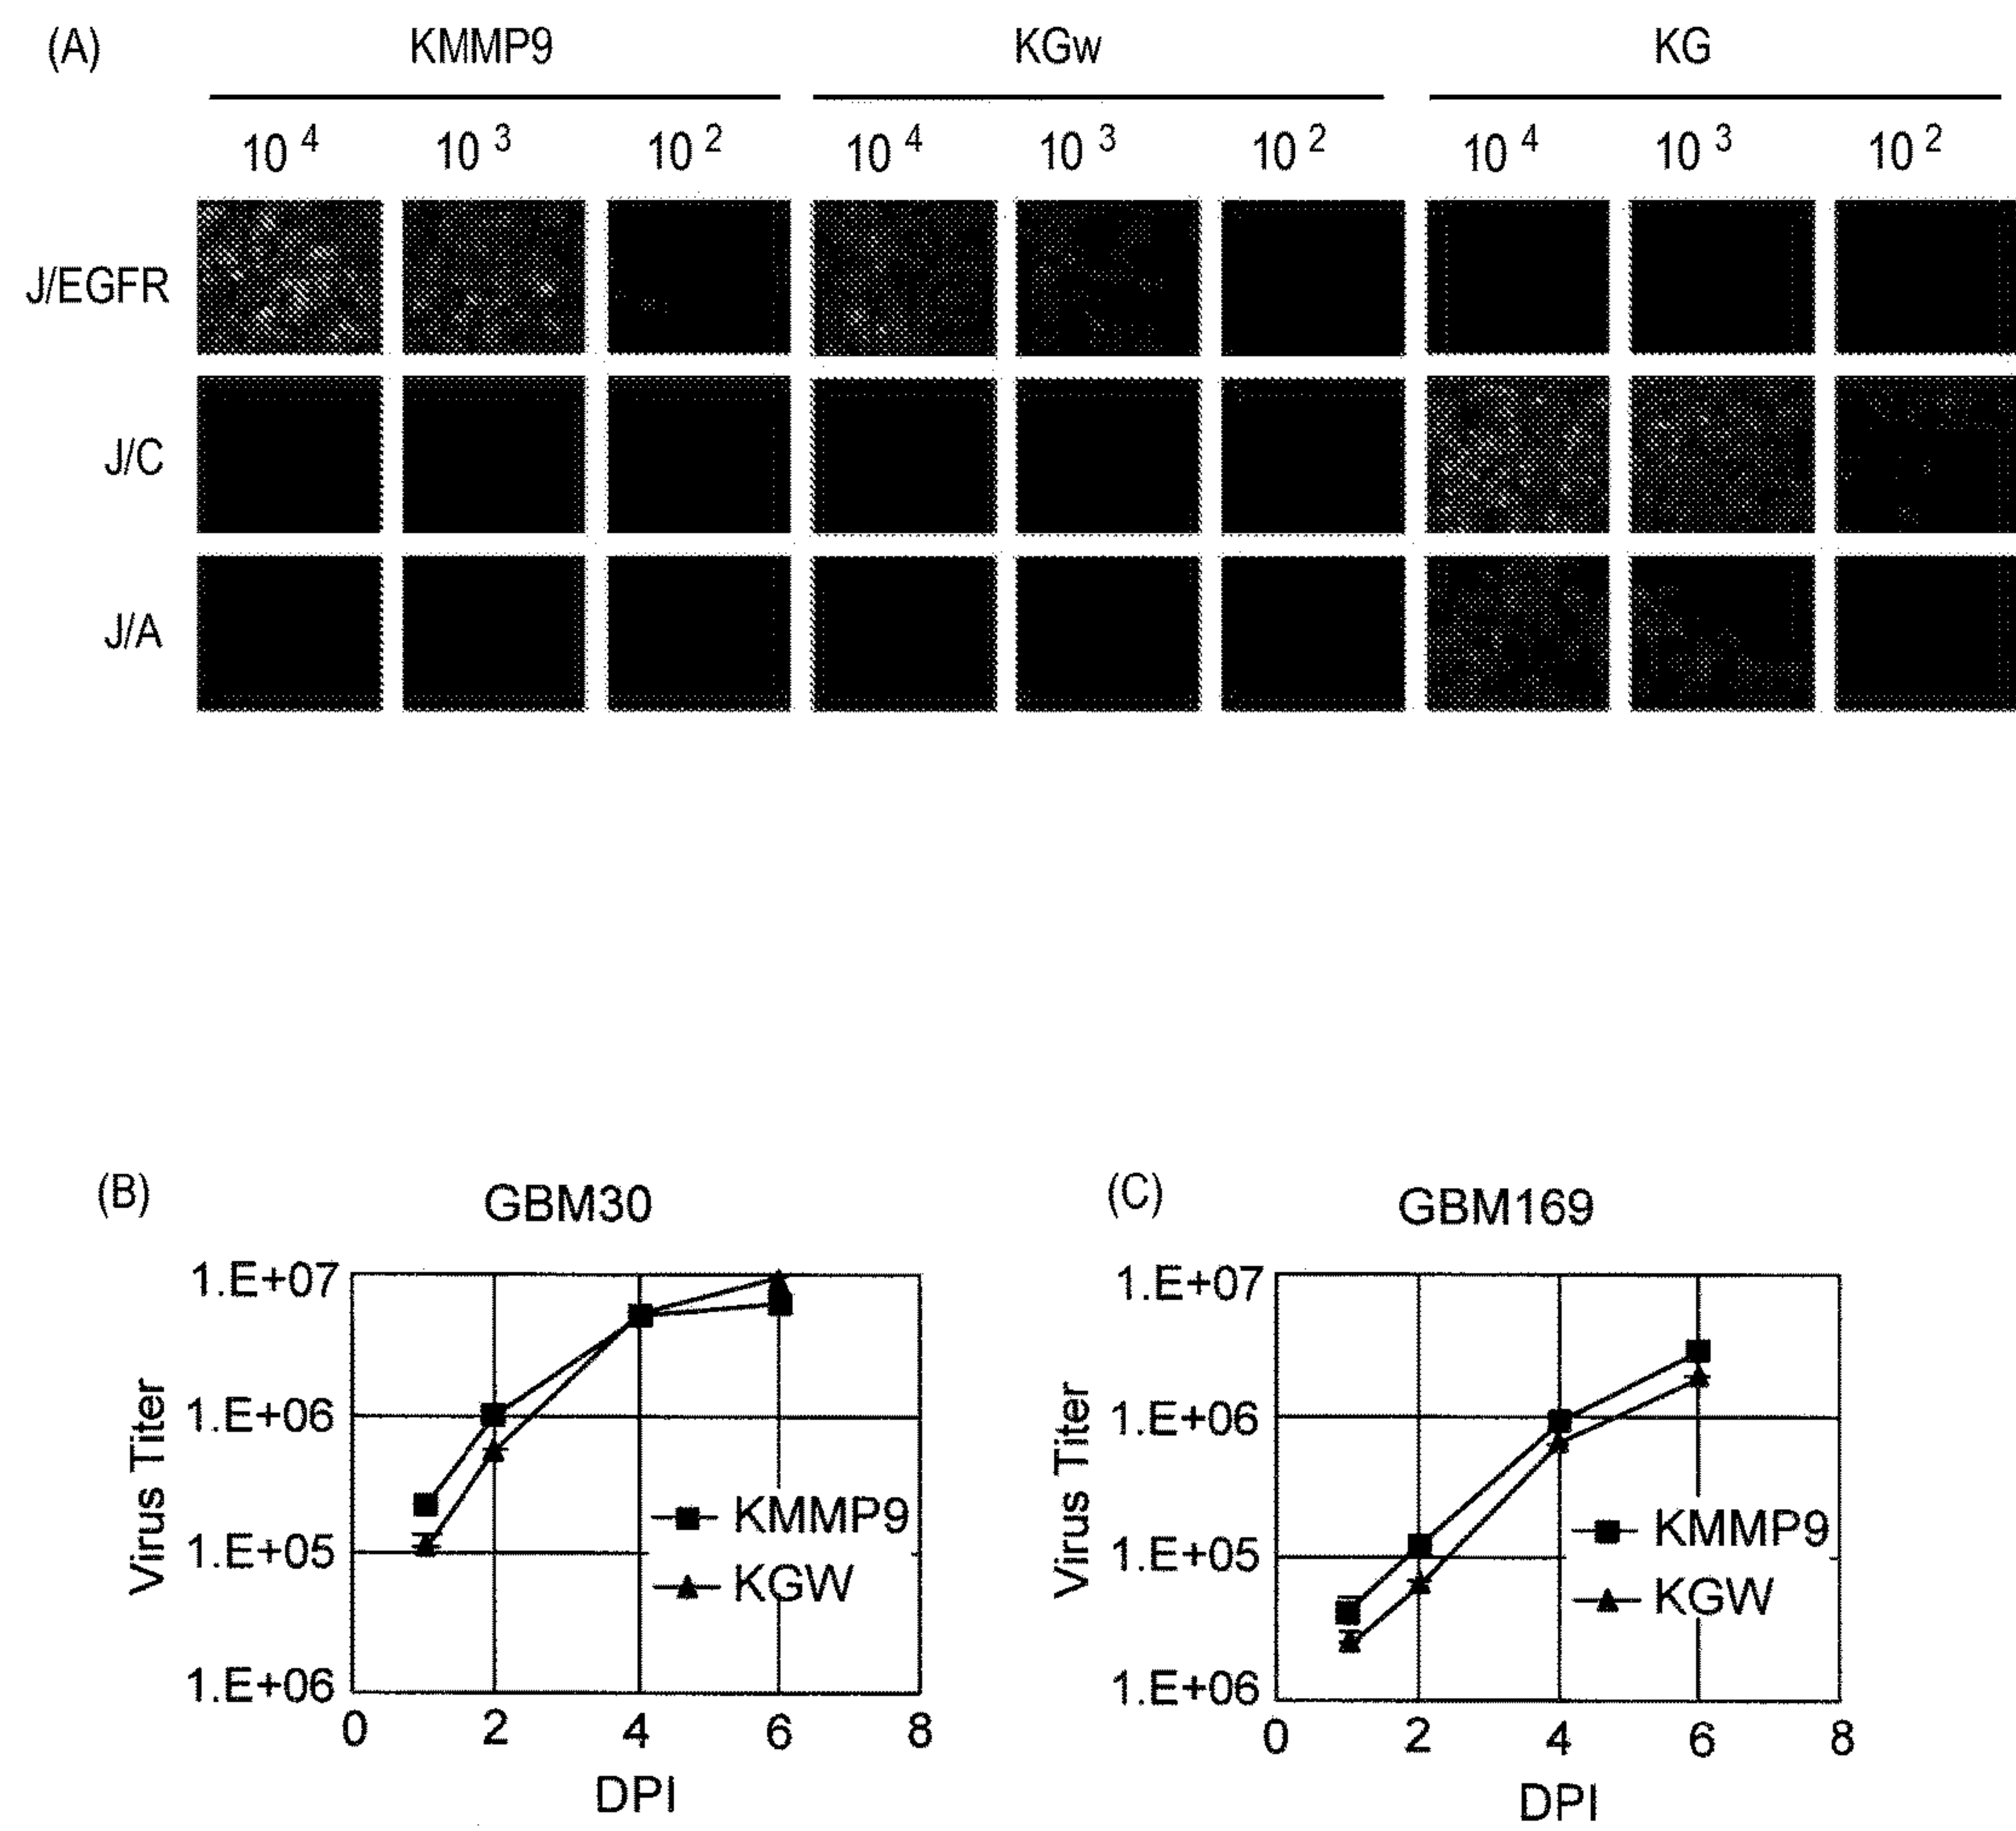 (A) KMMP9 KGw KG
10 4 10 3 10 2 10 4 10 3 10 2 10 4 10 3 10 2
J/EGFR
J/C
J/A
(B) GBM30
1.E+07
1.E+06
1.E+05
1.E+06
Virus Titer
KMMP9
KGW
0 2 4 6 8
DPI
(C) GBM169
1.E+07
1.E+06
1.E+05
1.E+06
Virus Titer
KMMP9
KGW
0 2 4 6 8
DPI